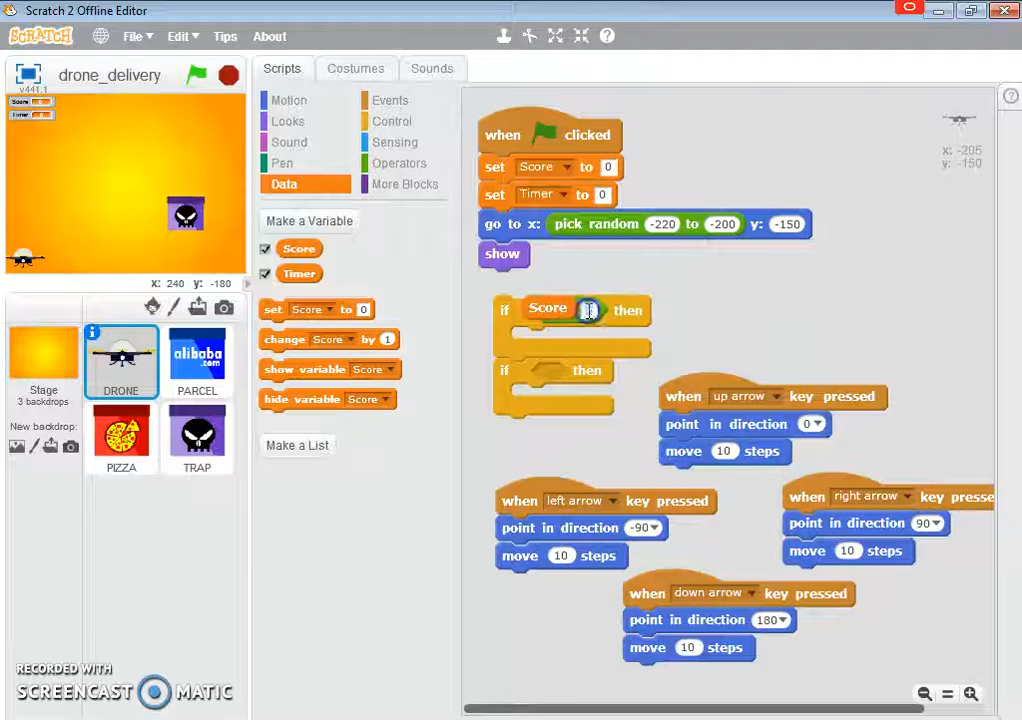 Scratch 2 Offline Editor
SCRATCH File Edit Tips About
drone_delivery
v441.1
Score
Timer
x: 240 y: -180
Scripts Costumes Sounds
Motion Events
Looks Control
Sound Sensing
Pen Operators
Data More Blocks
Make a Variable
Score
Timer
set Score to 0
change Score by 1
show variable Score
hide variable Score
Make a List
x: -205
y: -150
when clicked
set Score to 0
set Timer to 0
go to x: pick random -220 to -200 y: -150
show
if Score then
if then
when up arrow key pressed
point in direction 0
move 10 steps
when left arrow key pressed
point in direction -90
move 10 steps
when right arrow key presse
point in direction 90
move 10 steps
when down arrow key pressed
point in direction 180
move 10 steps
Stage
3 backdrops
New backdrop:
DRONE
alibaba
.com
PARCEL
PIZZA
TRAP
RECORDED WITH
SCREENCAST MATIC